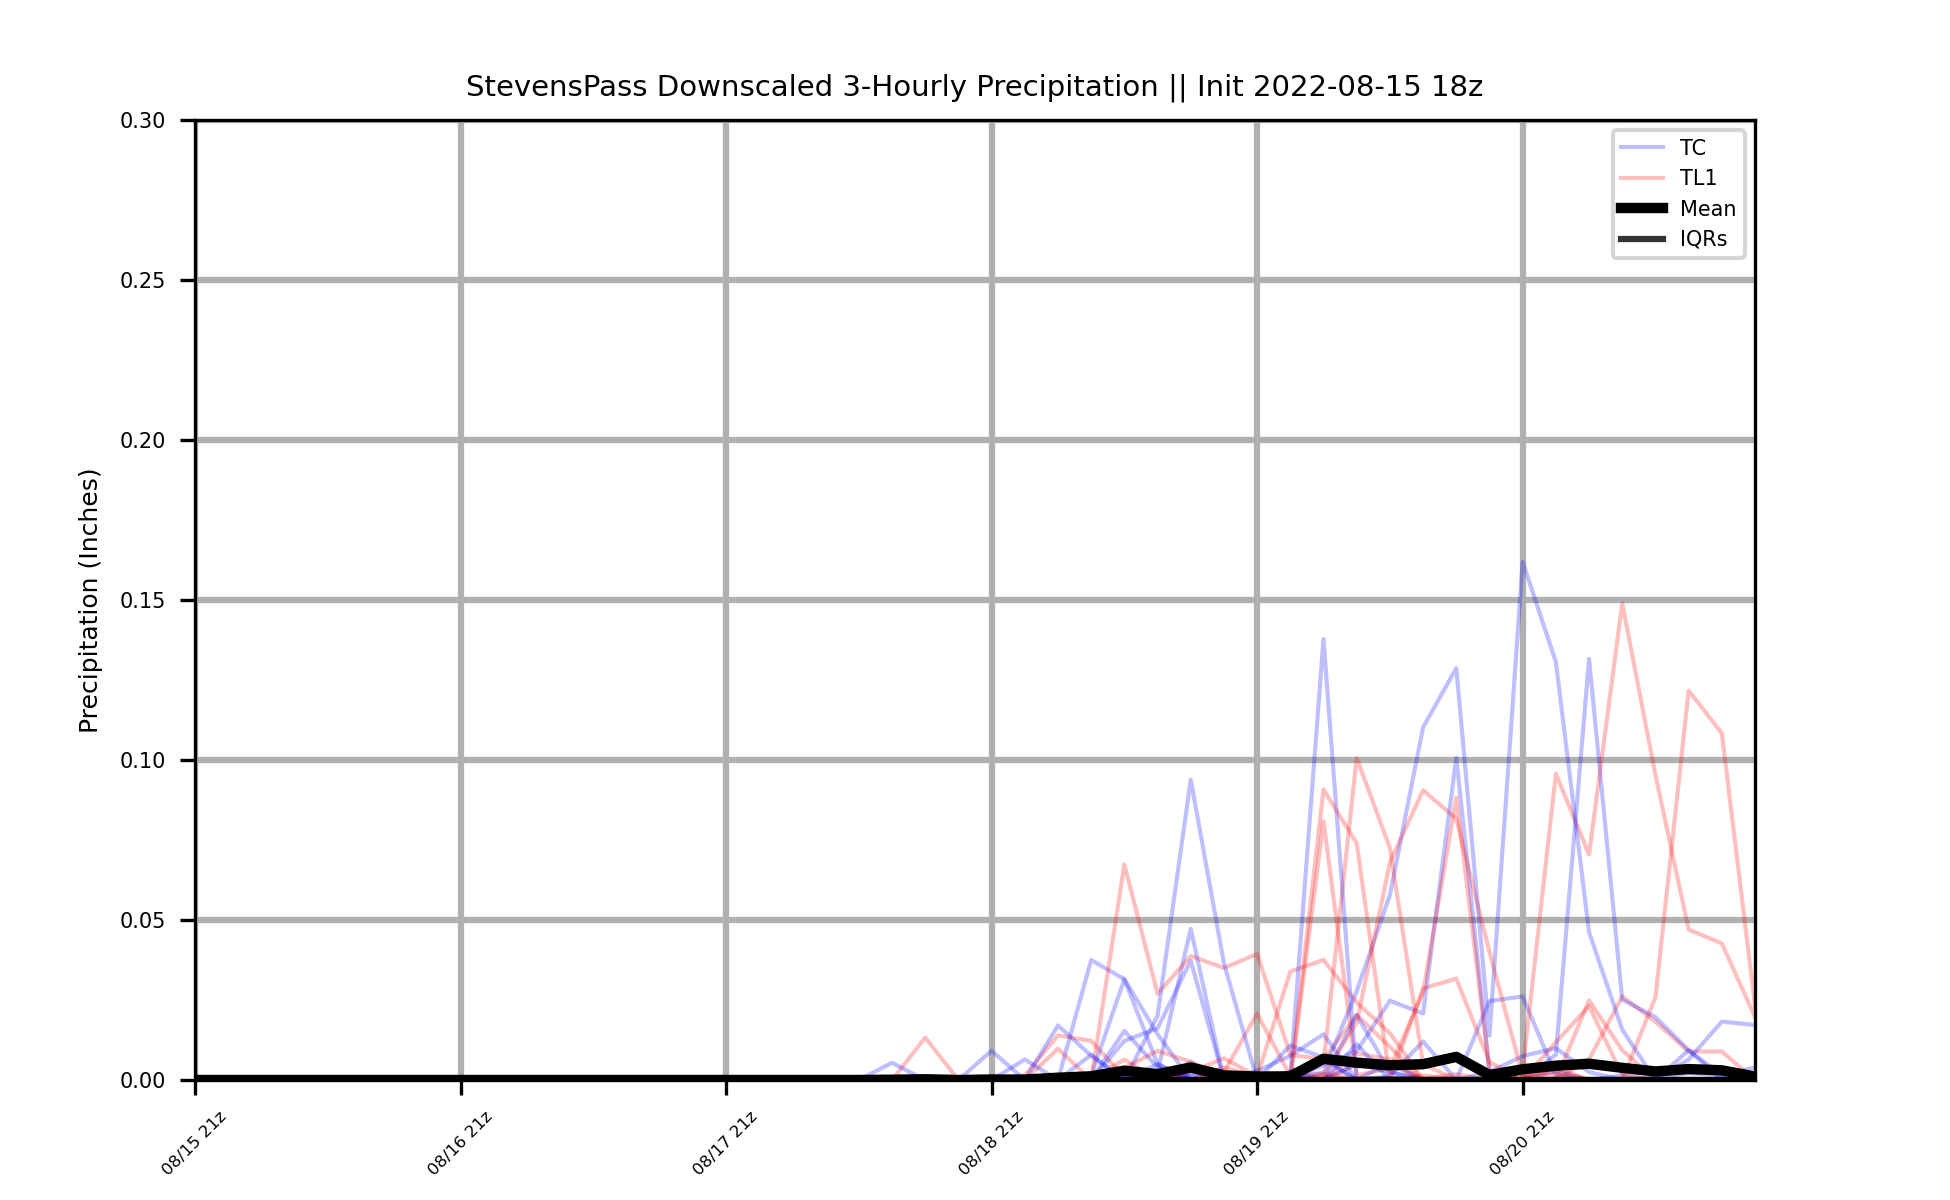 StevensPass Downscaled 3-Hourly Precipitation || Init 2022-08-15 18z
0.30
0.25
0.20
0.15
0.10
0.05
0.00
Precipitation (Inches)
TC
TL1
Mean
IQRs
08/15 21z
08/16 21z
08/17 21z
08/18 21z
08/19 21z
08/20 21z